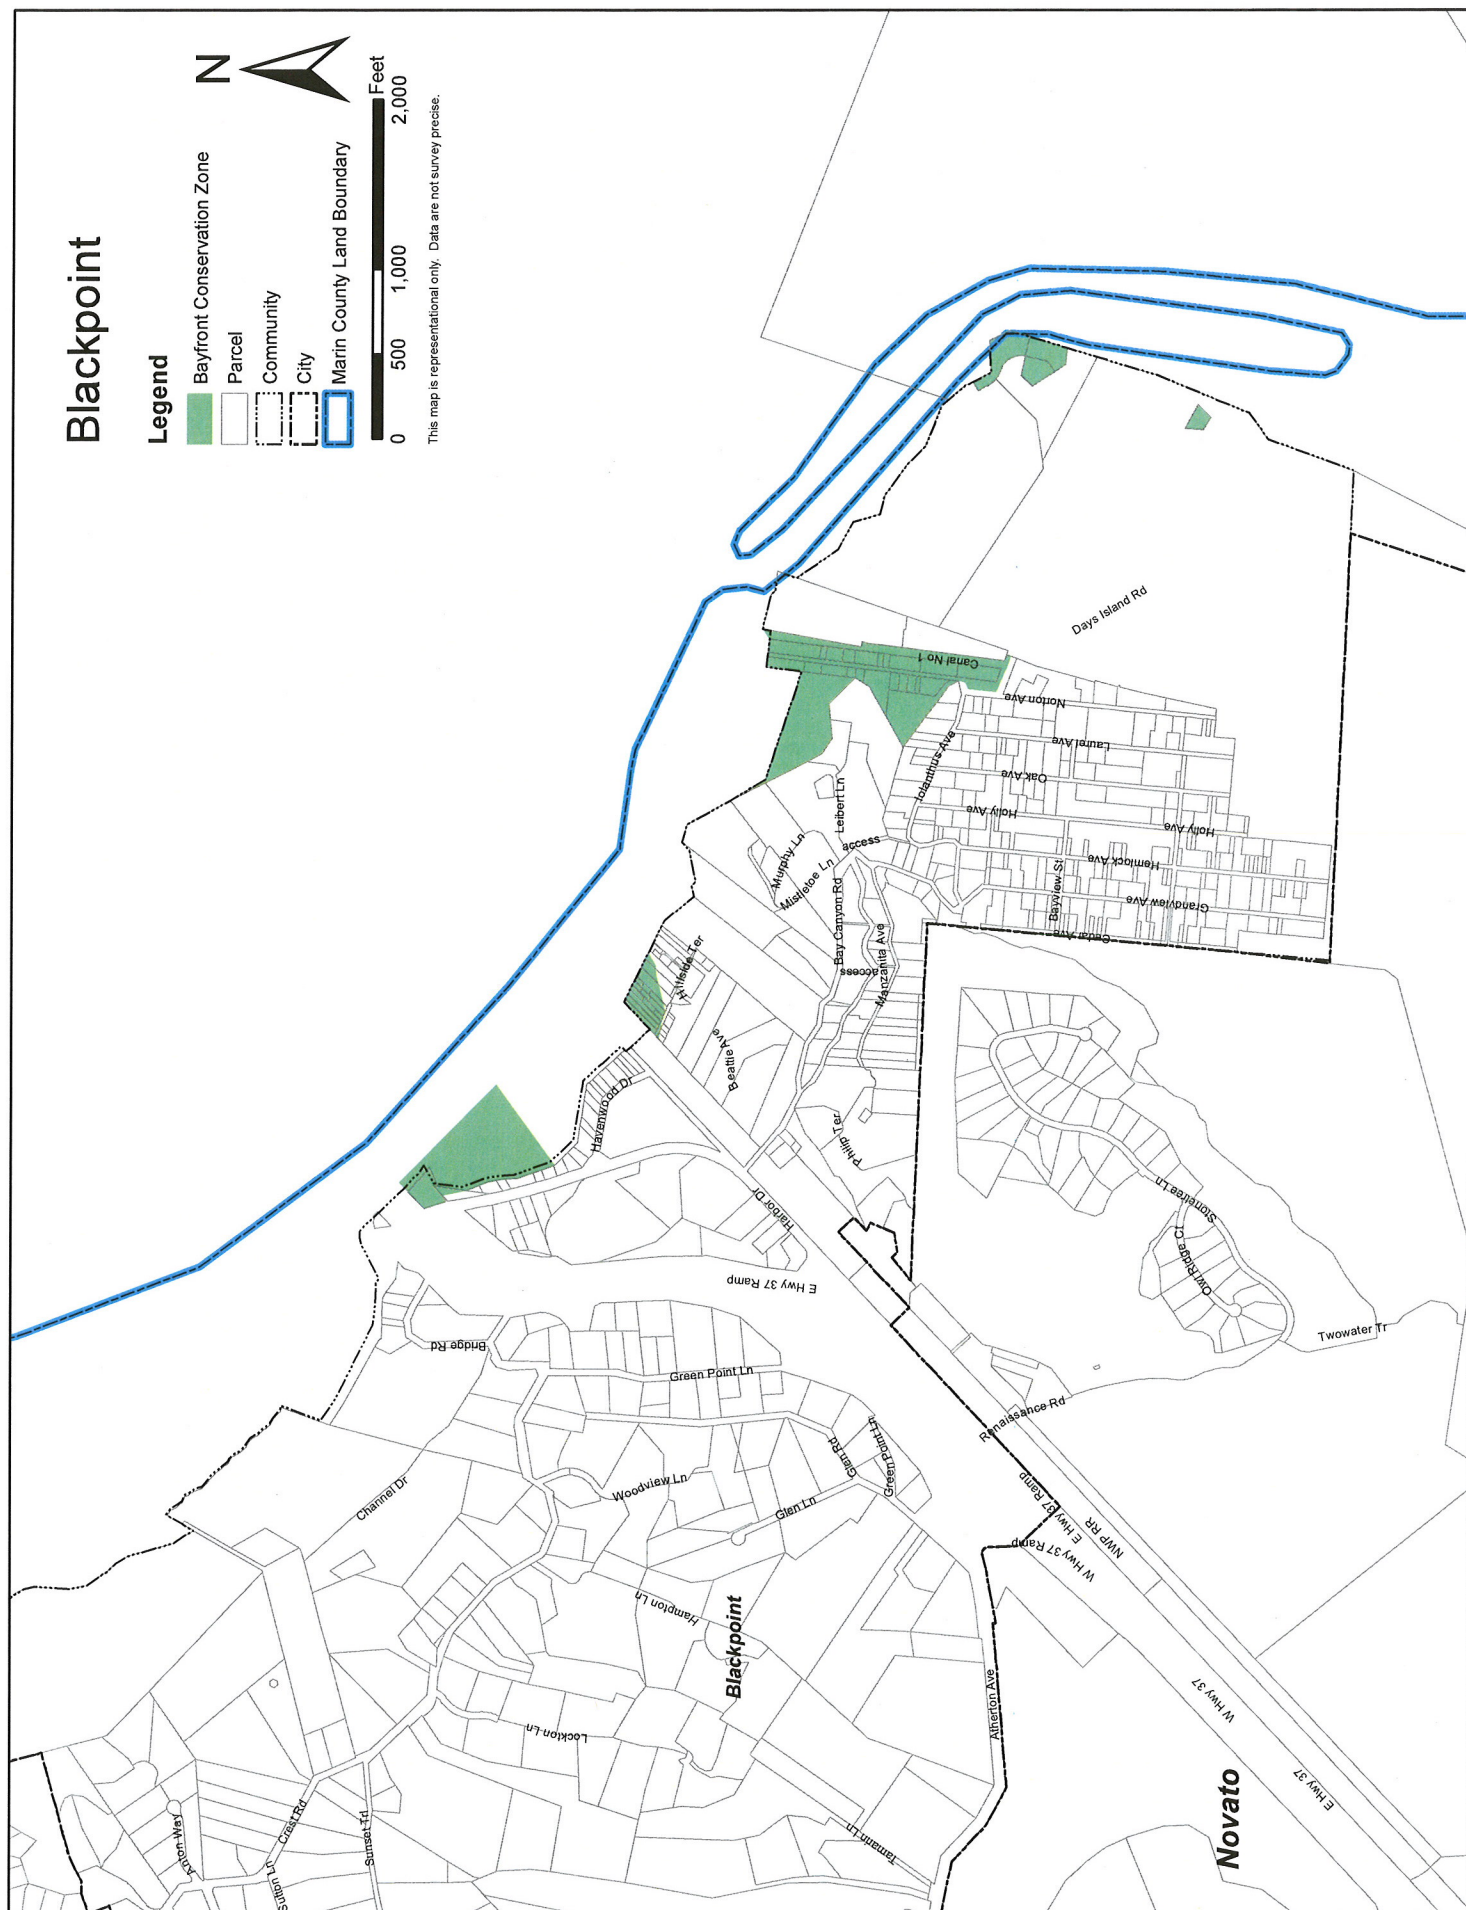 Blackpoint
N
Legend
Bayfront Conservation Zone
Parcel
Community
City
Marin County Land Boundary
Feet
0
500
1,000
2,000
This map is representational only. Data are not survey precise.
Days Island Rd
Canal No 1
Norton Ave
Laurel Ave
Oak Ave
Iolanthus Ave
Holly Ave
Holly Ave
Leibert Ln
access
Hemlock Ave
Murphy Ln
Mistletoe Ln
Bayview St
Grandview Ave
Cedar Ave
Bay Canyon Rd
Manzanita Ave
access
Hillside Ter
Beattie Ave
Havenwood Dr
Philip Ter
Harbor Dr
E Hwy 37 Ramp
Stonetree Ln
Owl Ridge Ct
Twowater Tr
Bridge Rd
Green Point Ln
Renaissance Rd
Glen Rd
Green Point Ln
Channel Dr
Woodview Ln
Glen Ln
E Hwy 37 Ramp
NWP RR
W Hwy 37 Ramp
Hampton Ln
Blackpoint
Atherton Ave
W Hwy 37
E Hwy 37
Lockton Ln
Novato
Anton Way
Crest Rd
Sunset Trl
Sutton Ln
Tamarin Ln